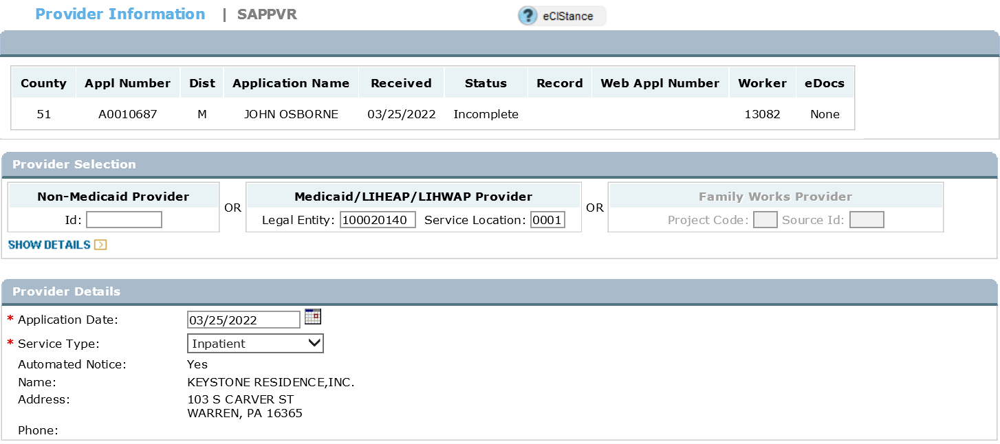 Provider Information | SAPPVR
? eCIStance
County Appl Number Dist Application Name Received Status Record Web Appl Number Worker eDocs
51 A0010687 M JOHN OSBORNE 03/25/2022 Incomplete 13082 None
Provider Selection
Non-Medicaid Provider
Id:
OR
Medicaid/LIHEAP/LIHWAP Provider
Legal Entity: 100020140 Service Location: 0001
OR
Family Works Provider
Project Code: Source Id:
SHOW DETAILS
Provider Details
* Application Date: 03/25/2022
* Service Type: Inpatient
Automated Notice: Yes
Name: KEYSTONE RESIDENCE,INC.
Address: 103 S CARVER ST
WARREN, PA 16365
Phone: